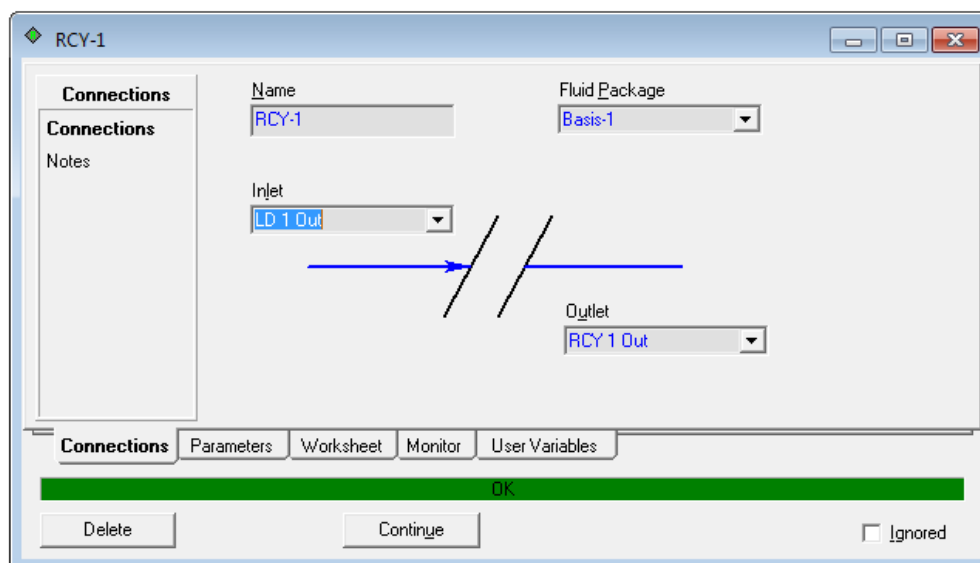 RCY-1
Connections
Connections
Notes
Name
RCY-1
Fluid Package
Basis-1
Inlet
LD 1 Out
Outlet
RCY 1 Out
Connections Parameters Worksheet Monitor User Variables
OK
Delete Continue Ignored